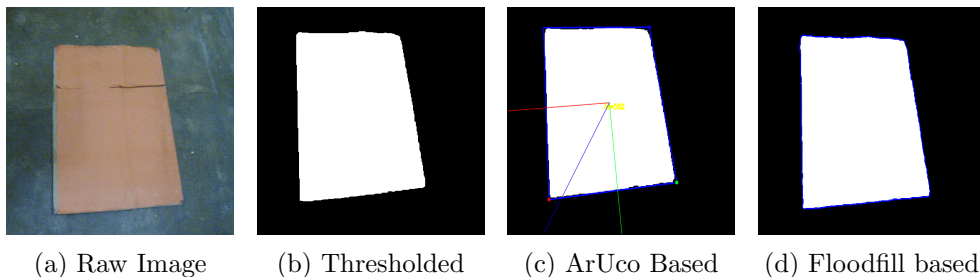 (a) Raw Image
(b) Thresholded
(c) ArUco Based
(d) Floodfill based